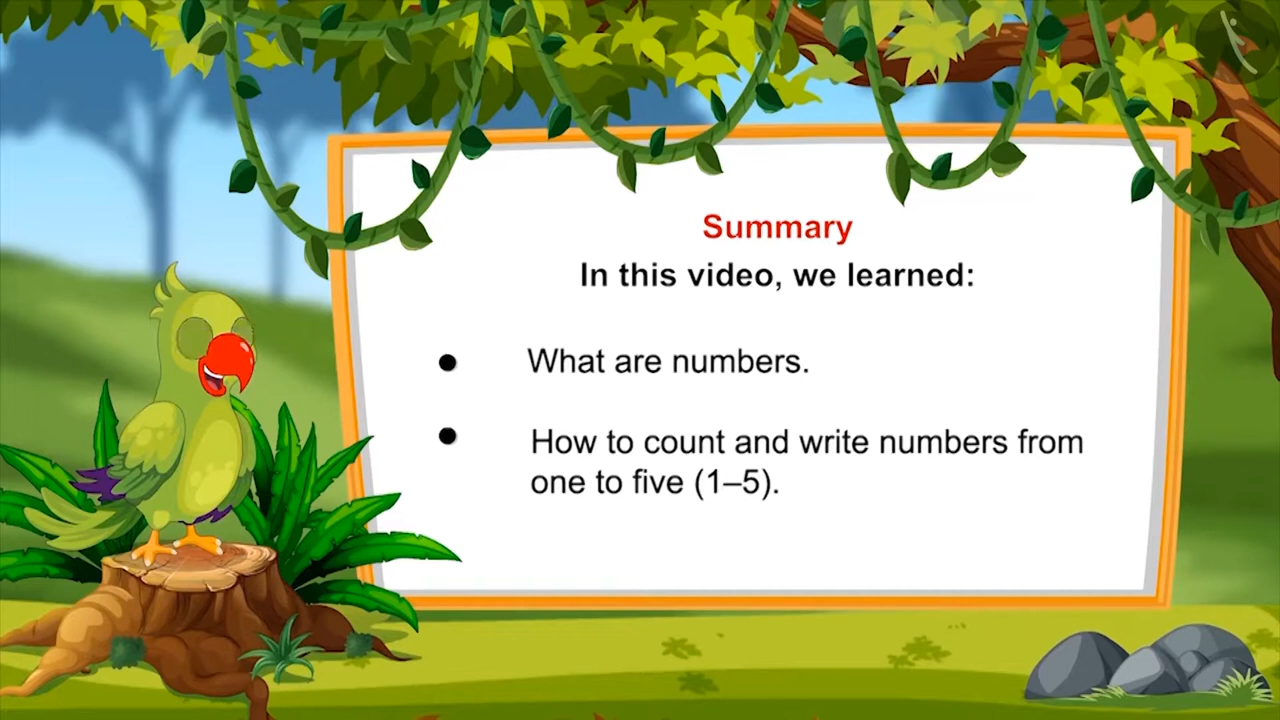 Summary
In this video, we learned:
● What are numbers.
● How to count and write numbers from
one to five (1–5).